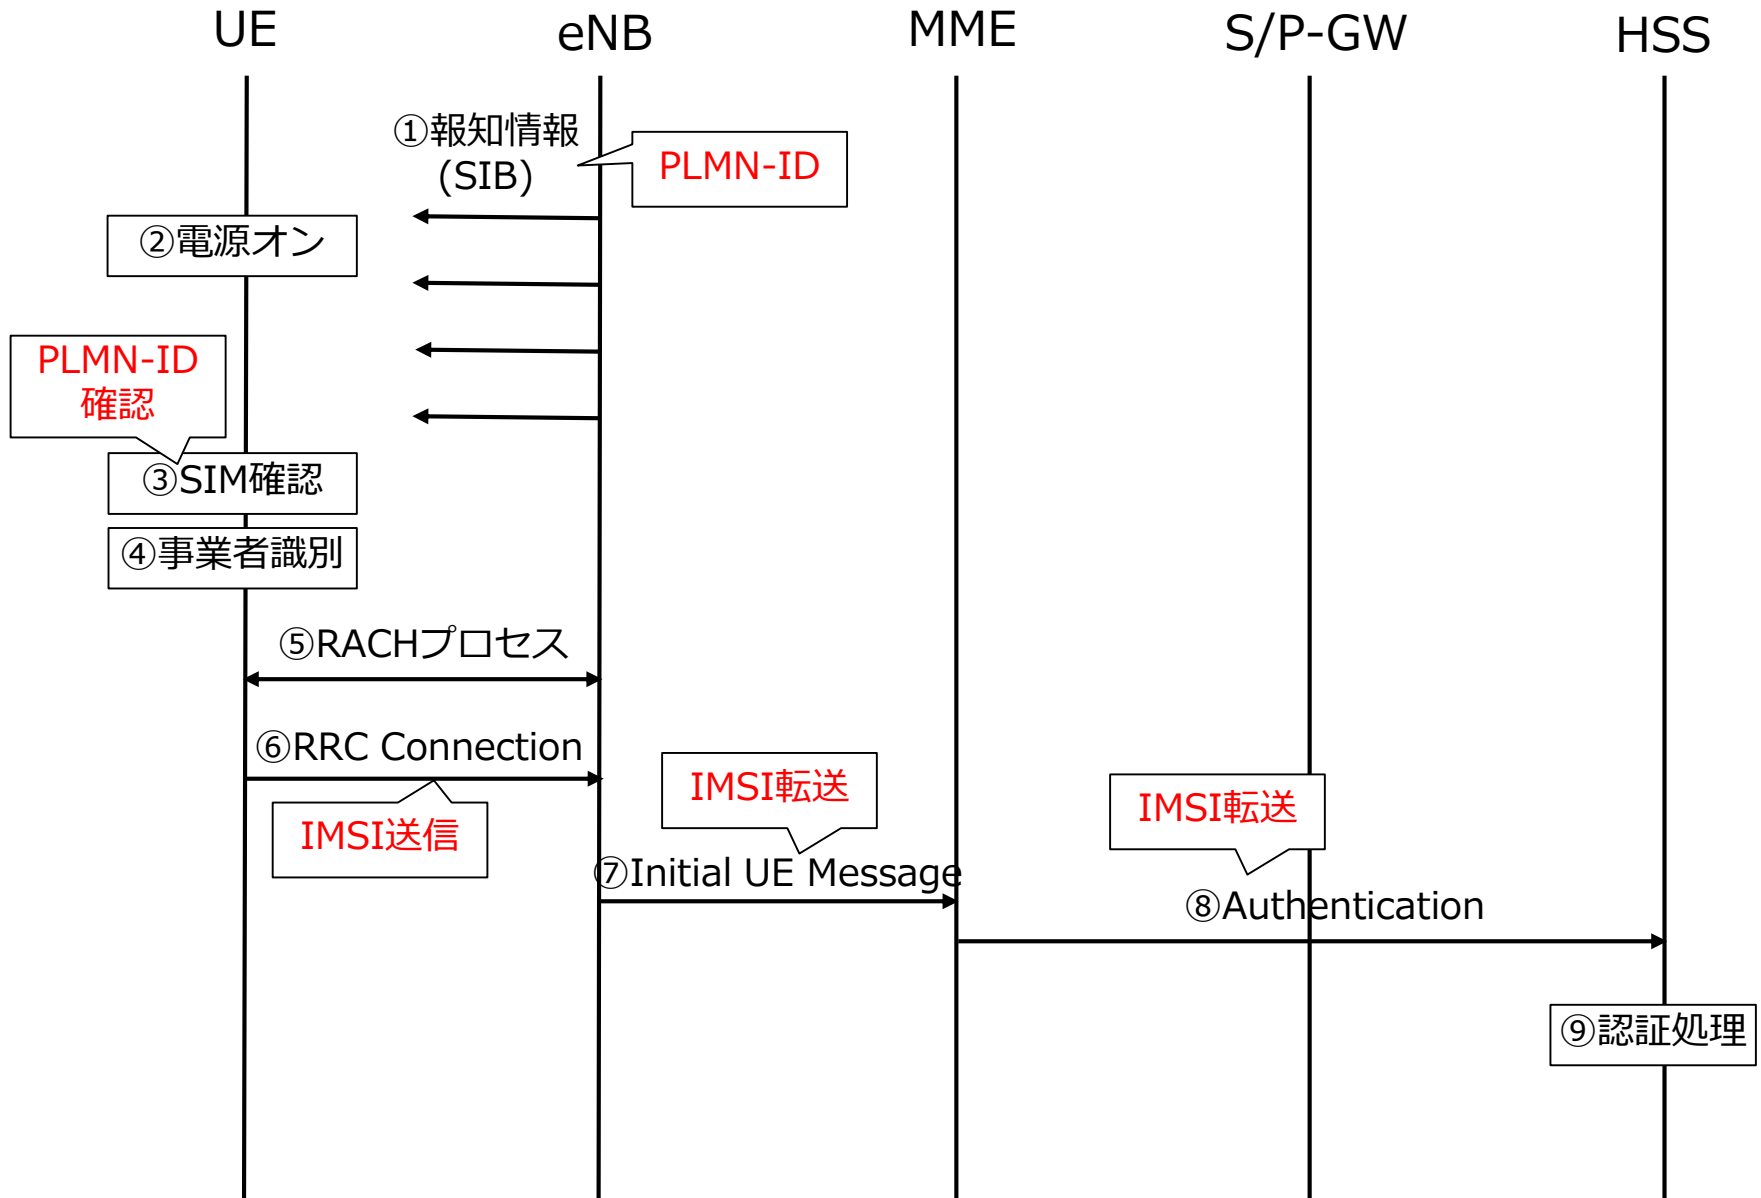 UE
eNB
MME
S/P-GW
HSS
①報知情報
(SIB)
PLMN-ID
②電源オン
PLMN-ID
確認
③SIM確認
④事業者識別
⑤RACHプロセス
⑥RRC Connection
IMSI送信
IMSI転送
⑦Initial UE Message
IMSI転送
⑧Authentication
⑨認証処理